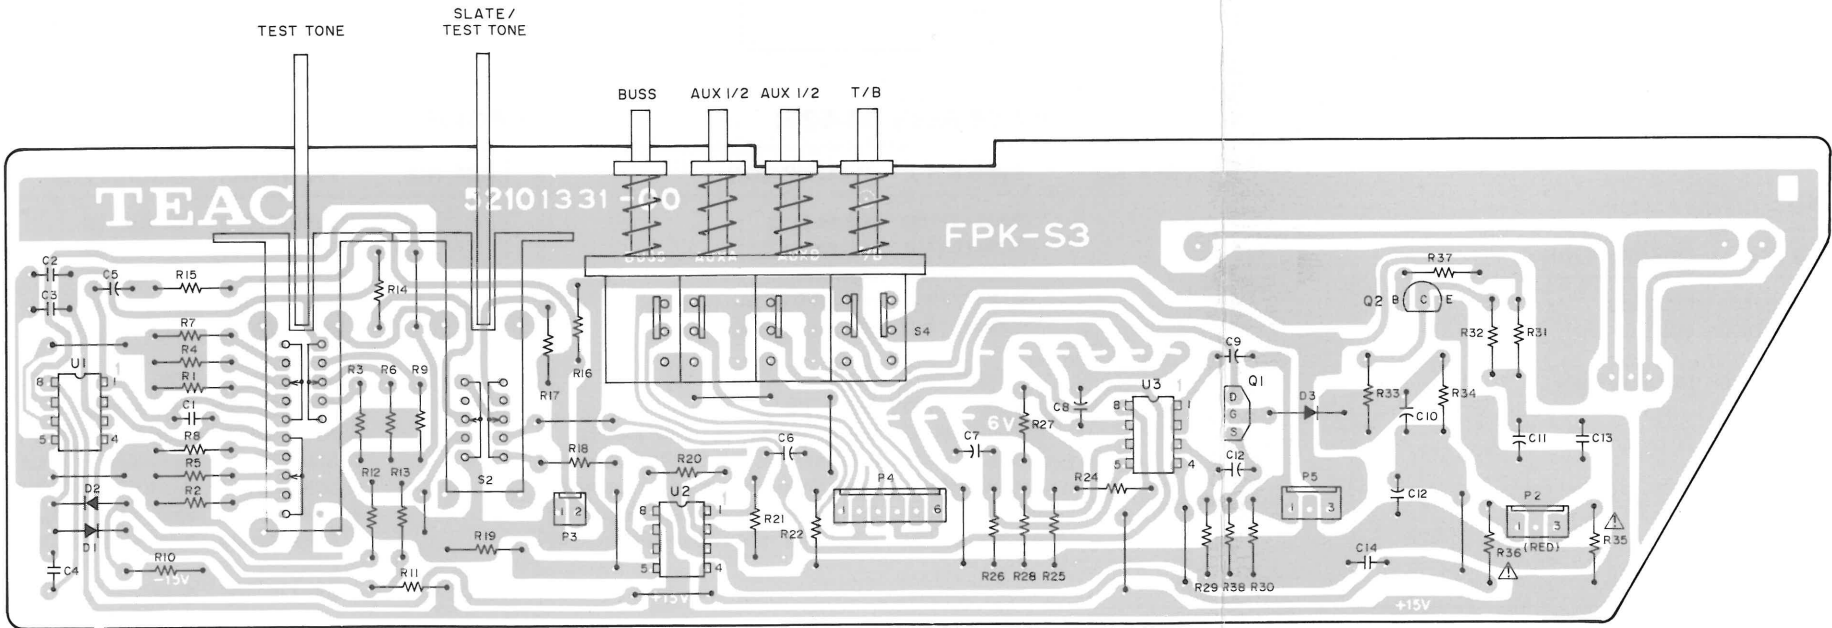 TEST TONE
SLATE/
TEST TONE
BUSS
AUX 1/2
AUX 1/2
T/B
TEAC
52101331-00
FPK-S3
BUSS
AUXA
AUXB
T/B
C2
C3
C5
R15
R14
R37
Q2
B
C
E
R7
R4
R1
C1
R8
R5
R2
U1
8
1
5
4
R3
R6
R9
R12
R13
R17
R16
S4
C9
Q1
D
G
S
D3
R32
R31
R33
C10
R34
C11
C13
U3
8
1
5
4
C8
6V
R27
C7
R24
C12
R18
S2
R20
C6
U2
8
1
5
4
R21
R22
P4
1
6
P5
1
3
C12
P2
1
3
(RED)
R36
R35
D2
D1
C4
R10
-15V
R11
R19
P3
1
2
+15V
R26
R28
R25
R29
R38
R30
C14
+15V